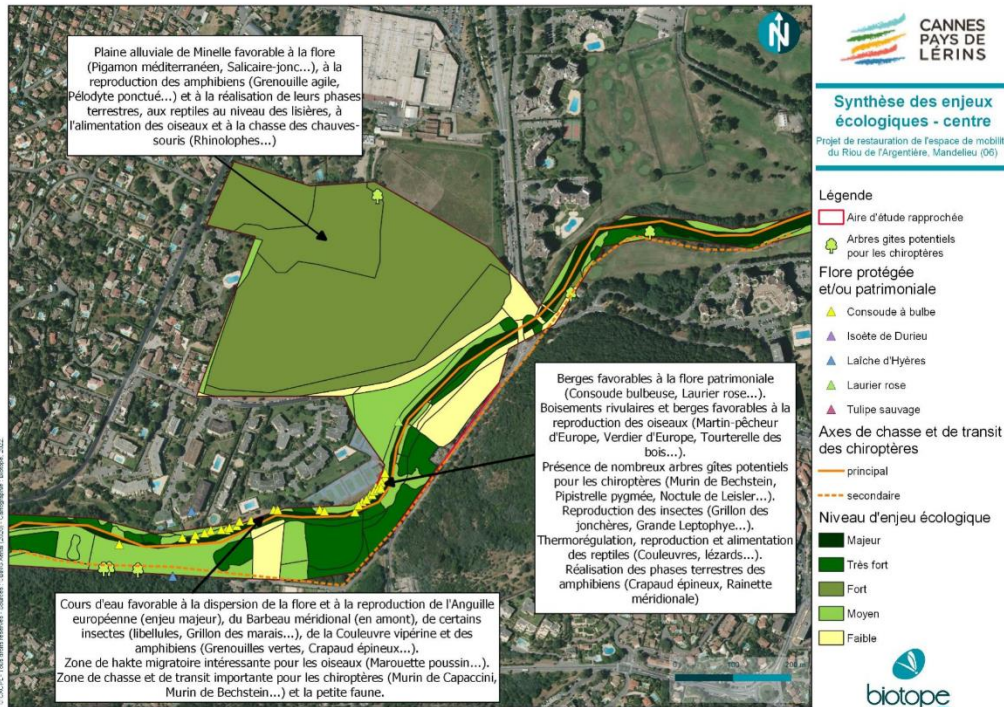 Plaine alluviale de Minelle favorable à la flore
(Pigamon méditerranéen, Salicaire-jonc...), à la
reproduction des amphibiens (Grenouille agile,
Pélodyte ponctué...) et à la réalisation de leurs phases
terrestres, aux reptiles au niveau des lisières, à
l'alimentation des oiseaux et à la chasse des chauves-
souris (Rhinolophes...)
N
CANNES
PAYS DE
LÉRINS
Synthèse des enjeux
écologiques - centre
Projet de restauration de l'espace de mobilit
du Riou de l'Argentière, Mandelieu (06)
Légende
Aire d'étude rapprochée
Arbres gites potentiels
pour les chiroptères
Flore protégée
et/ou patrimoniale
Consoude à bulbe
Isoète de Durieu
Laîche d'Hyères
Laurier rose
Tulipe sauvage
Axes de chasse et de transit
des chiroptères
principal
secondaire
Niveau d'enjeu écologique
Majeur
Très fort
Fort
Moyen
Faible
biotope
Berges favorables à la flore patrimoniale
(Consoude bulbeuse, Laurier rose...).
Boisements rivulaires et berges favorables à la
reproduction des oiseaux (Martin-pêcheur
d'Europe, Verdier d'Europe, Tourterelle des
bois...).
Présence de nombreux arbres gîtes potentiels
pour les chiroptères (Murin de Bechstein,
Pipistrelle pygmée, Noctule de Leisler...).
Reproduction des insectes (Grillon des
jonchères, Grande Leptophye...).
Thermorégulation, reproduction et alimentation
des reptiles (Couleuvres, lézards...).
Réalisation des phases terrestres des
amphibiens (Crapaud épineux, Rainette
méridionale)
Cours d'eau favorable à la dispersion de la flore et à la reproduction de l'Anguille
européenne (enjeu majeur), du Barbeau méridional (en amont), de certains
insectes (libellules, Grillon des marais...), de la Couleuvre vipérine et des
amphibiens (Grenouilles vertes, Crapaud épineux...).
Zone de hakte migratoire intéressante pour les oiseaux (Marouette poussin...).
Zone de chasse et de transit importante pour les chiroptères (Murin de Capaccini,
Murin de Bechstein...) et la petite faune.
0 100 200 m